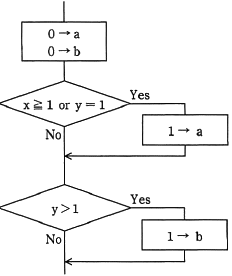 0 → a
0 → b
x ≧ 1 or y = 1
Yes
No
1 → a
y > 1
Yes
No
1 → b